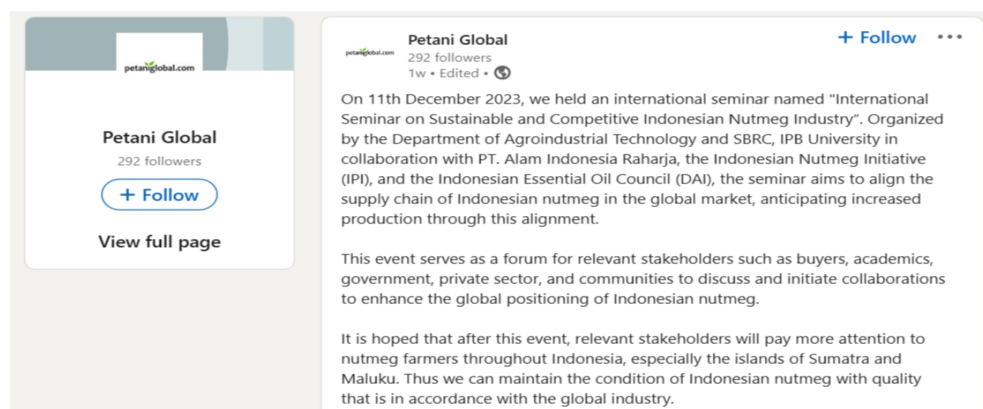 petaniglobal.com
Petani Global
292 followers
+ Follow
View full page
petaniglobal.com
Petani Global
292 followers
1w • Edited •
+ Follow
On 11th December 2023, we held an international seminar named "International
Seminar on Sustainable and Competitive Indonesian Nutmeg Industry". Organized
by the Department of Agroindustrial Technology and SBRC, IPB University in
collaboration with PT. Alam Indonesia Raharja, the Indonesian Nutmeg Initiative
(IPI), and the Indonesian Essential Oil Council (DAI), the seminar aims to align the
supply chain of Indonesian nutmeg in the global market, anticipating increased
production through this alignment.
This event serves as a forum for relevant stakeholders such as buyers, academics,
government, private sector, and communities to discuss and initiate collaborations
to enhance the global positioning of Indonesian nutmeg.
It is hoped that after this event, relevant stakeholders will pay more attention to
nutmeg farmers throughout Indonesia, especially the islands of Sumatra and
Maluku. Thus we can maintain the condition of Indonesian nutmeg with quality
that is in accordance with the global industry.